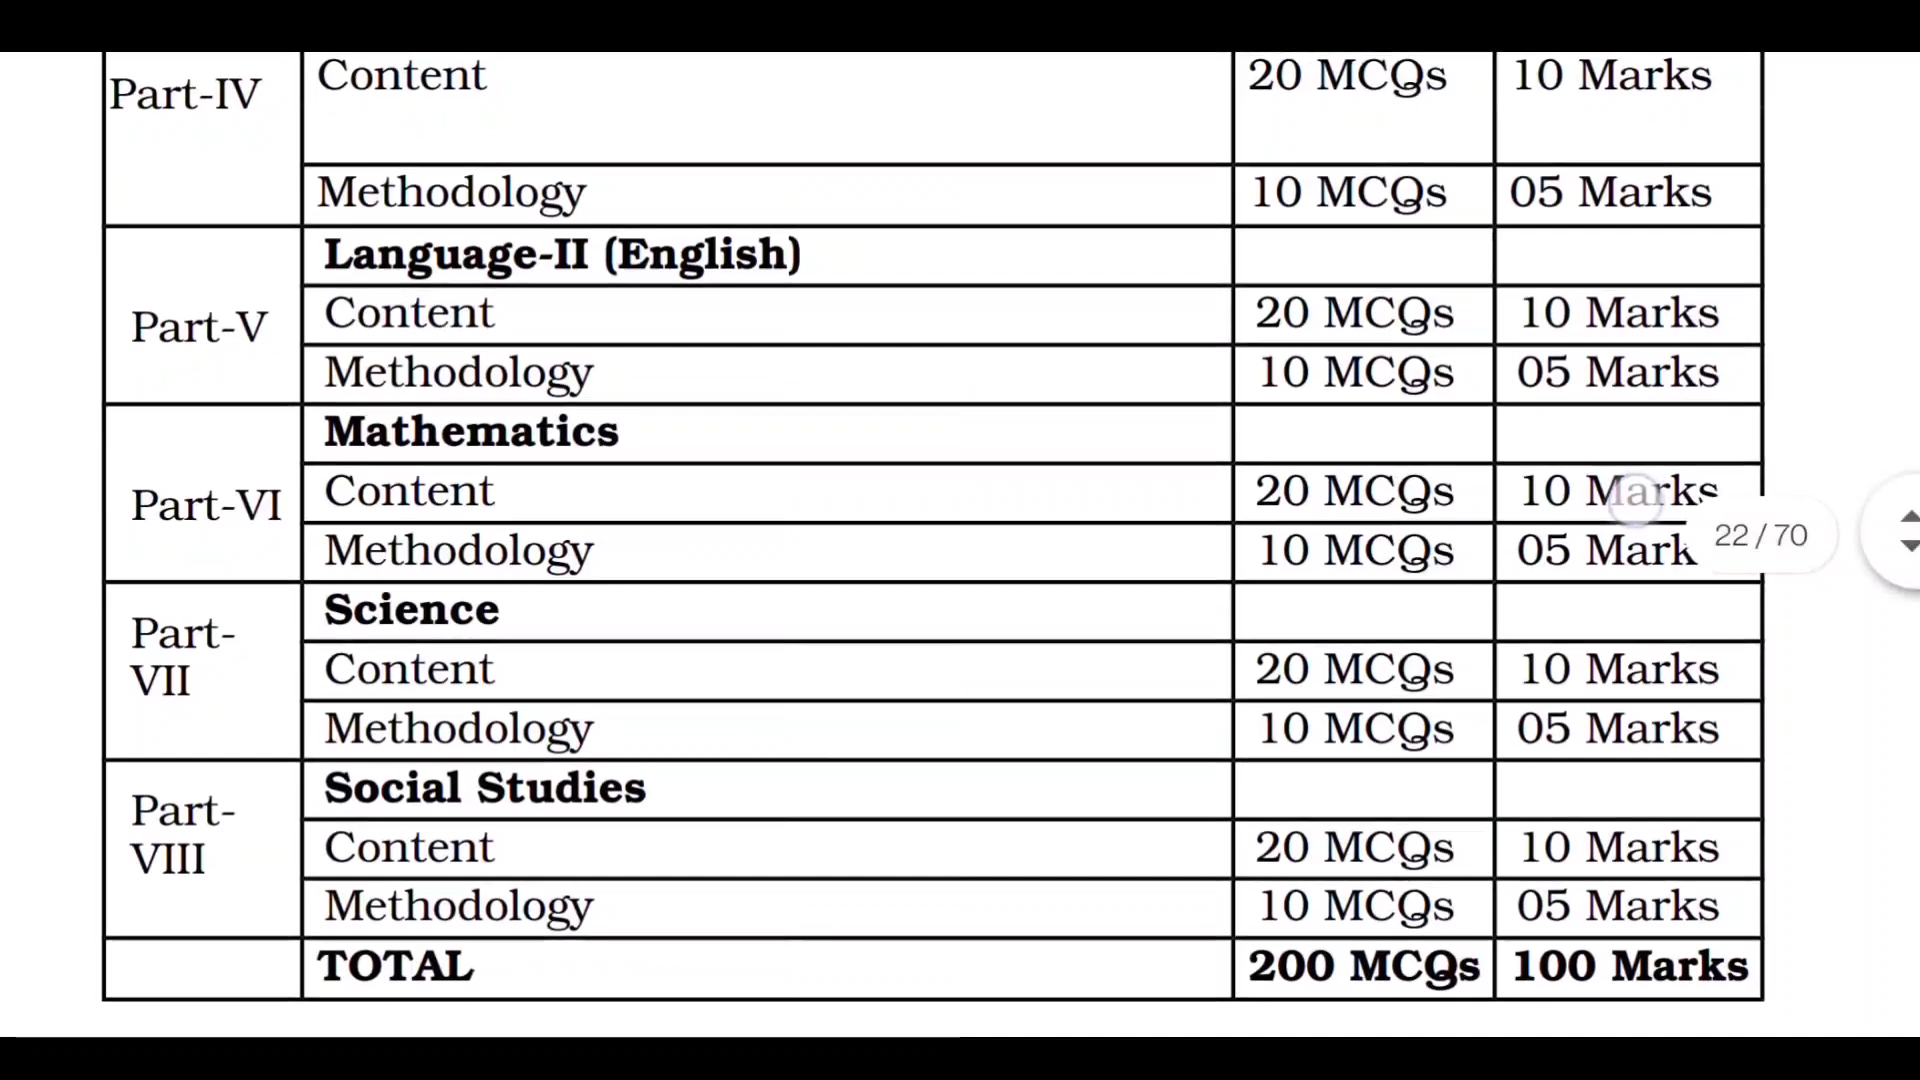 Part-IV Content 20 MCQs 10 Marks
Methodology 10 MCQs 05 Marks
Part-V
Language-II (English)
Content 20 MCQs 10 Marks
Methodology 10 MCQs 05 Marks
Part-VI
Mathematics
Content 20 MCQs 10 Marks
Methodology 10 MCQs 05 Mark
22 / 70
Part-
VII
Science
Content 20 MCQs 10 Marks
Methodology 10 MCQs 05 Marks
Part-
VIII
Social Studies
Content 20 MCQs 10 Marks
Methodology 10 MCQs 05 Marks
TOTAL 200 MCQs 100 Marks